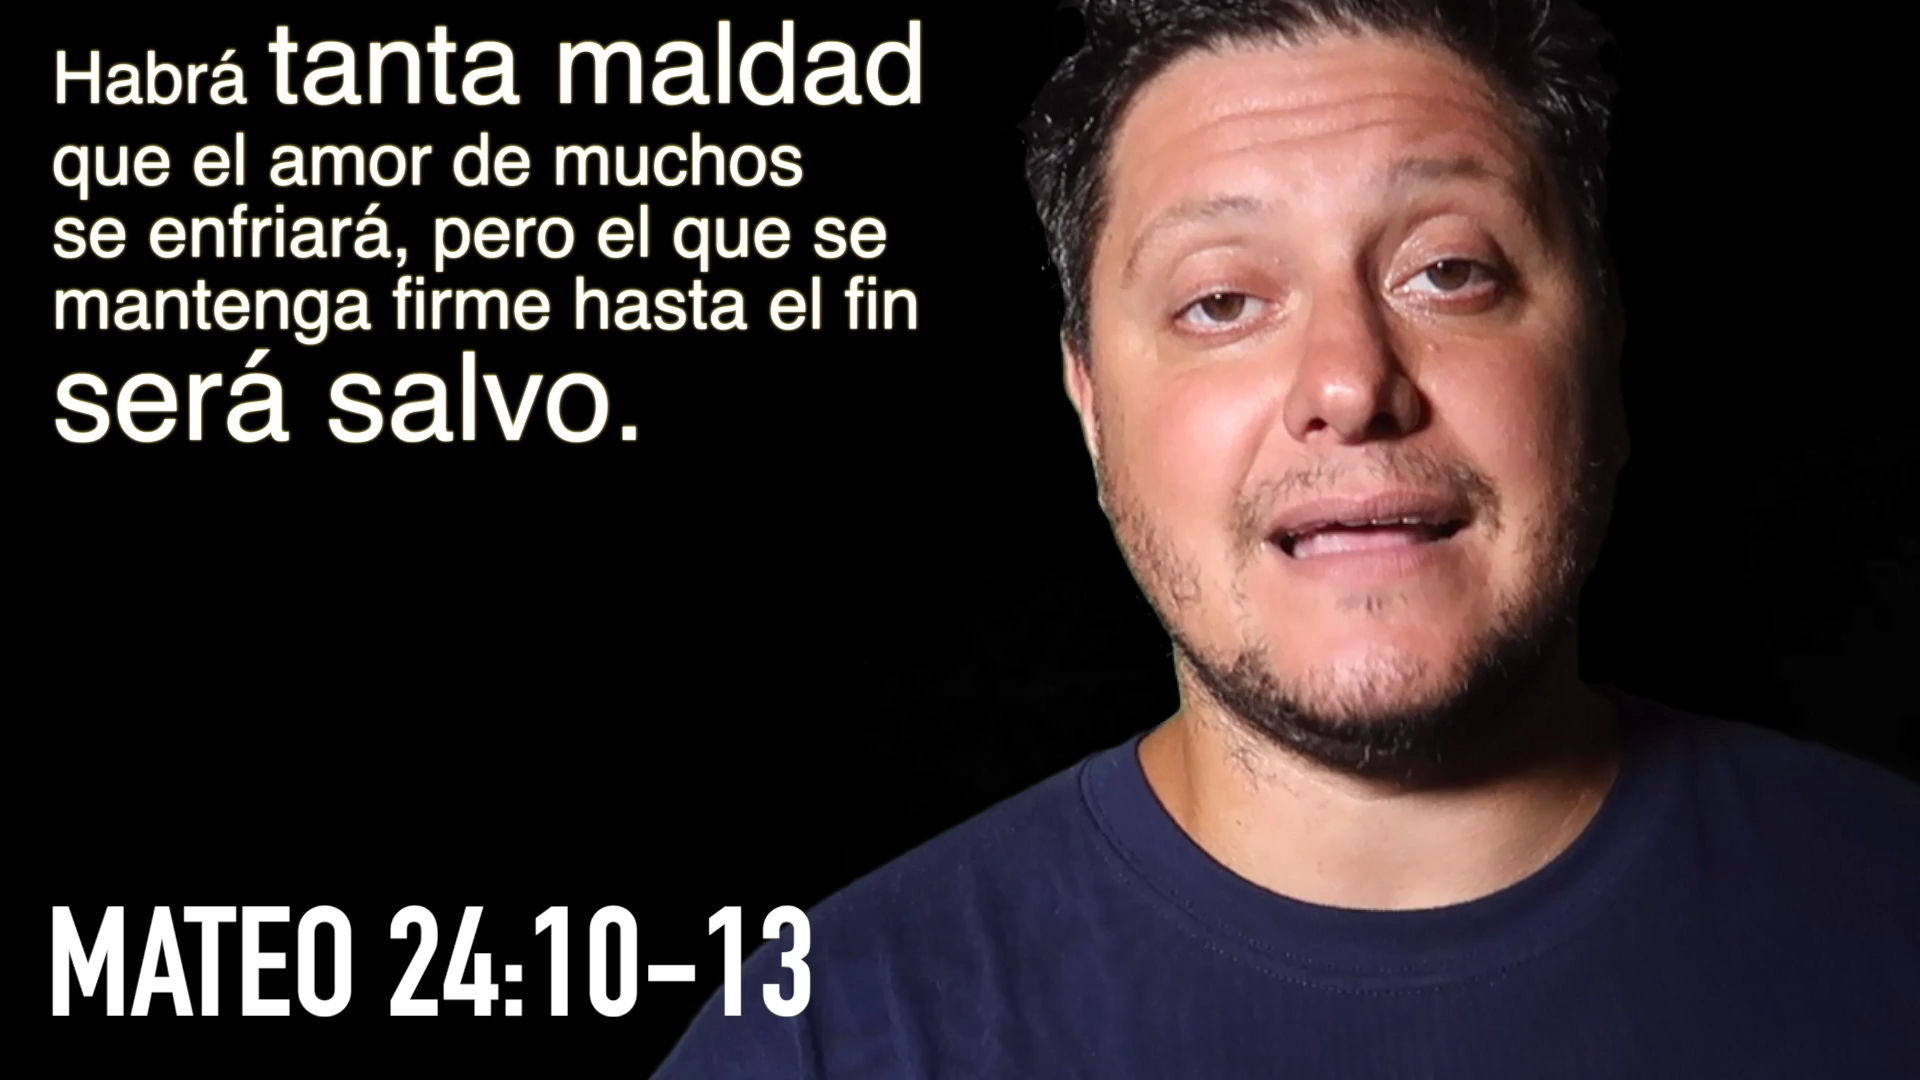 Habrá tanta maldad
que el amor de muchos
se enfriará, pero el que se
mantenga firme hasta el fin
será salvo.
MATEO 24:10-13